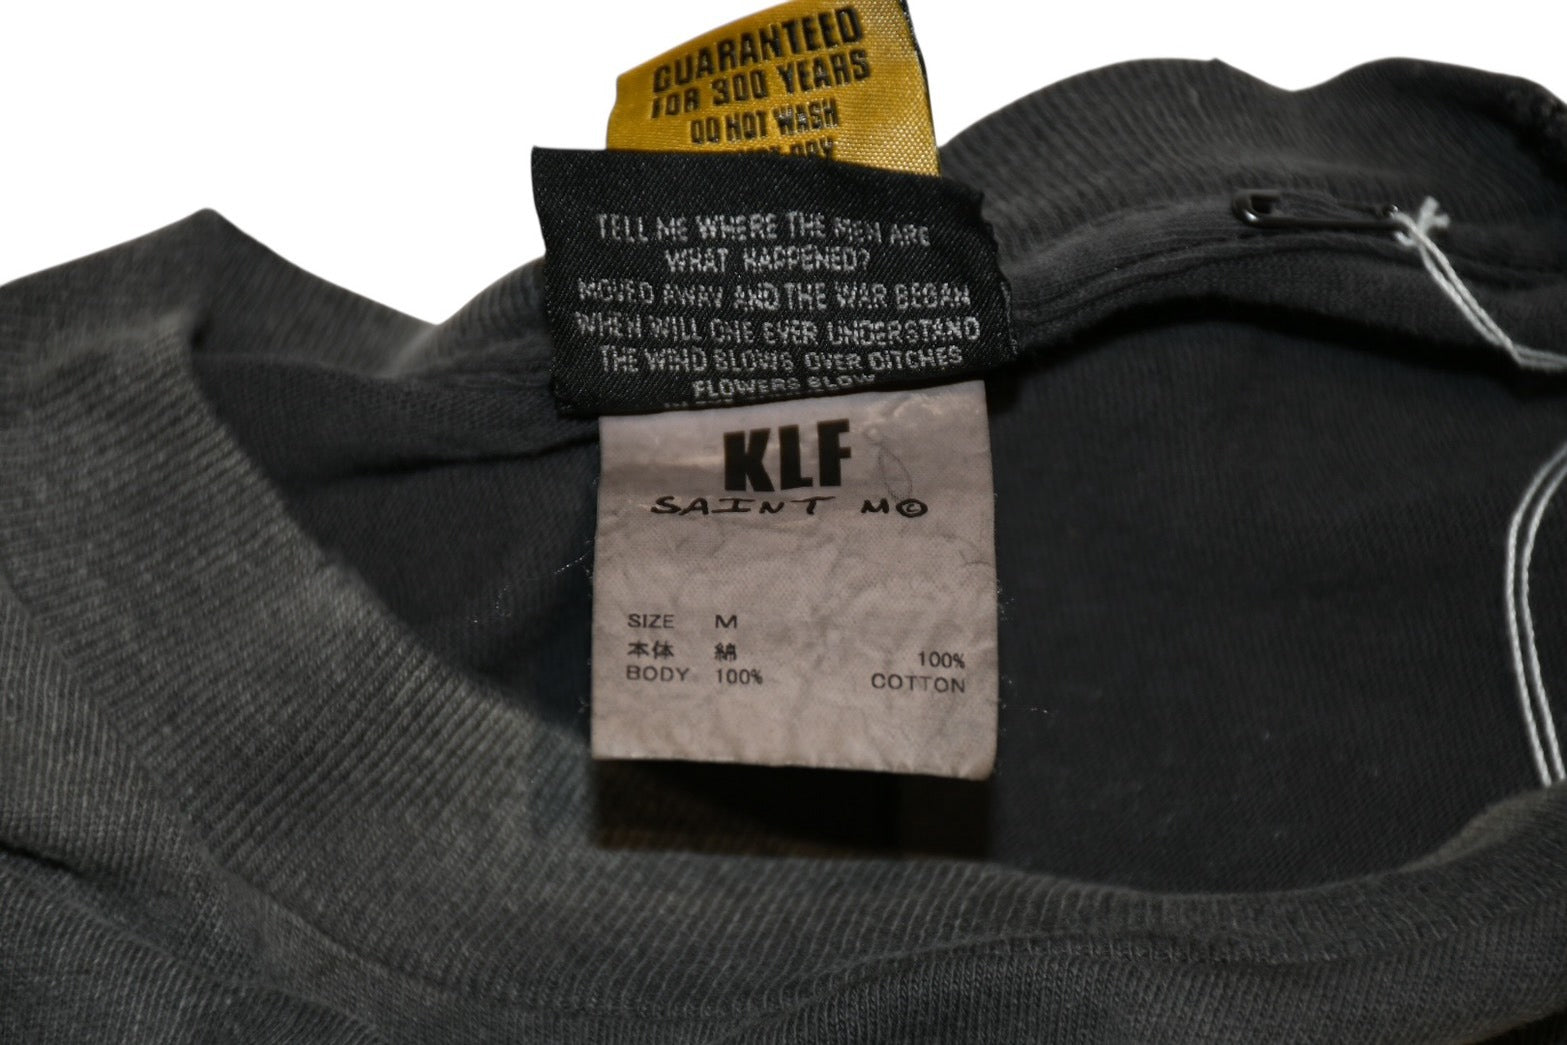 GUARANTEED
FOR 300 YEARS
DO NOT WASH
DRY
TELL ME WHERE THE MEN ARE
WHAT HAPPENED?
MOVED AWAY AND THE WAR BEGAN
WHEN WILL ONE EVER UNDERSTAND
THE WIND BLOWS OVER DITCHES
FLOWERS
KLF
SAINT M©
SIZE M
本体 綿 100%
BODY 100% COTTON